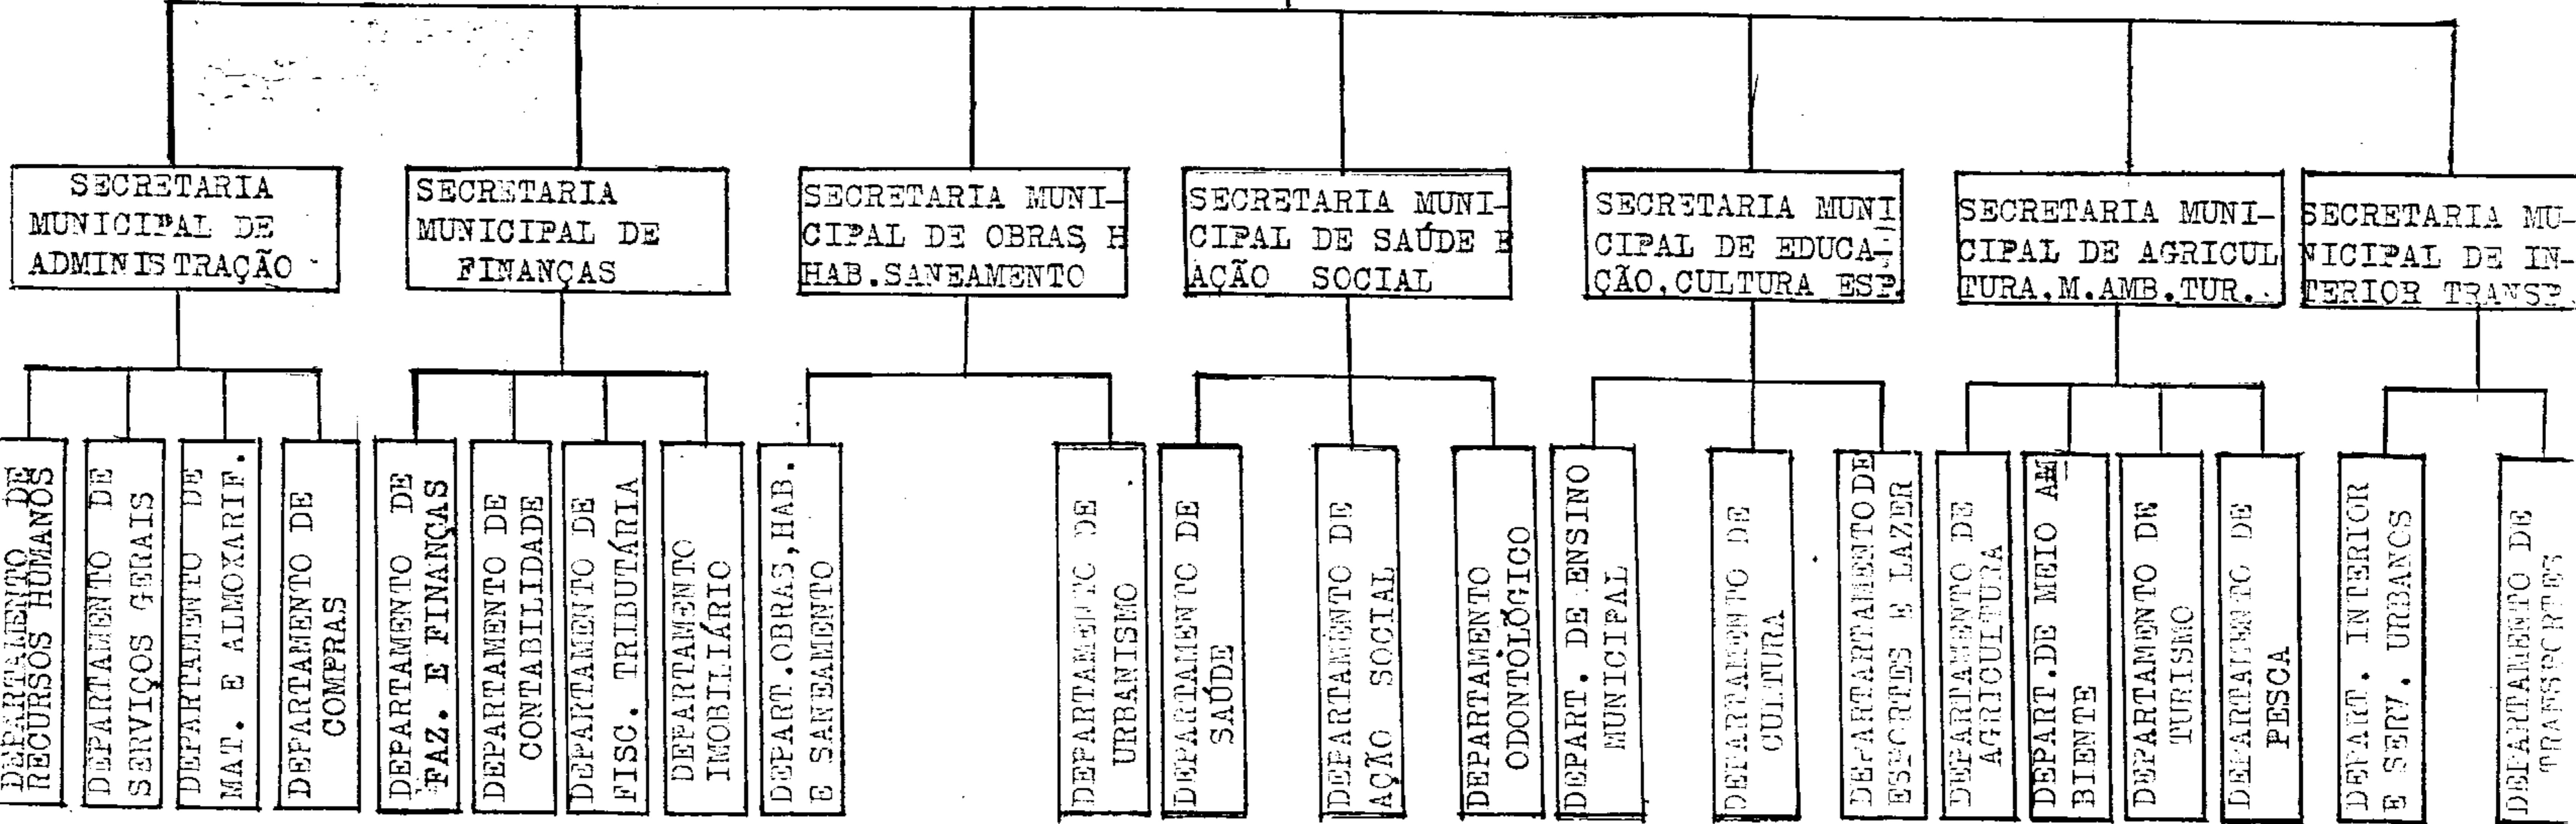 SECRETARIA
MUNICIPAL DE
ADMINISTRAÇÃO
SECRETARIA
MUNICIPAL DE
FINANÇAS
SECRETARIA MUNI-
CIPAL DE OBRAS, H
HAB.SANEAMENTO
SECRETARIA MUNI-
CIPAL DE SAÚDE E
AÇÃO SOCIAL
SECRETARIA MUNI
CIPAL DE EDUCA-
ÇÃO,CULTURA ESP.
SECRETARIA MUNI-
CIPAL DE AGRICUL
TURA.M.AMB.TUR.
SECRETARIA MU-
NICIPAL DE IN-
TERIOR TRANSP.
DEPARTAMENTO DE
RECURSOS HUMANOS
DEPARTAMENTO DE
SERVIÇOS GERAIS
DEPARTAMENTO DE
MAT. E ALMOXARIF.
DEPARTAMENTO DE
COMPRAS
DEPARTAMENTO DE
FAZ. E FINANÇAS
DEPARTAMENTO DE
CONTABILIDADE
DEPARTAMENTO DE
FISC. TRIBUTÁRIA
DEPARTAMENTO
IMOBILIÁRIO
DEPART.OBRAS,HAB.
E SANEAMENTO
DEPARTAMENTO DE
URBANISMO
DEPARTAMENTO DE
SAÚDE
DEPARTAMENTO DE
AÇÃO SOCIAL
DEPARTAMENTO
ODONTOLÓGICO
DEPART. DE ENSINO
MUNICIPAL
DEPARTAMENTO DE
CULTURA
DEPARTARTAMENTODE
ESPORTES E LAZER
DEPARTAMENTO DE
AGRICULTURA
DEPART.DE MEIO AM
BIENTE
DEPARTAMENTO DE
TURISMO
DEPARTAMENTO DE
PESCA
DEPART. INTERIOR
E SERV. URBANOS
DEPARTAMENTO DE
TRANSPORTES